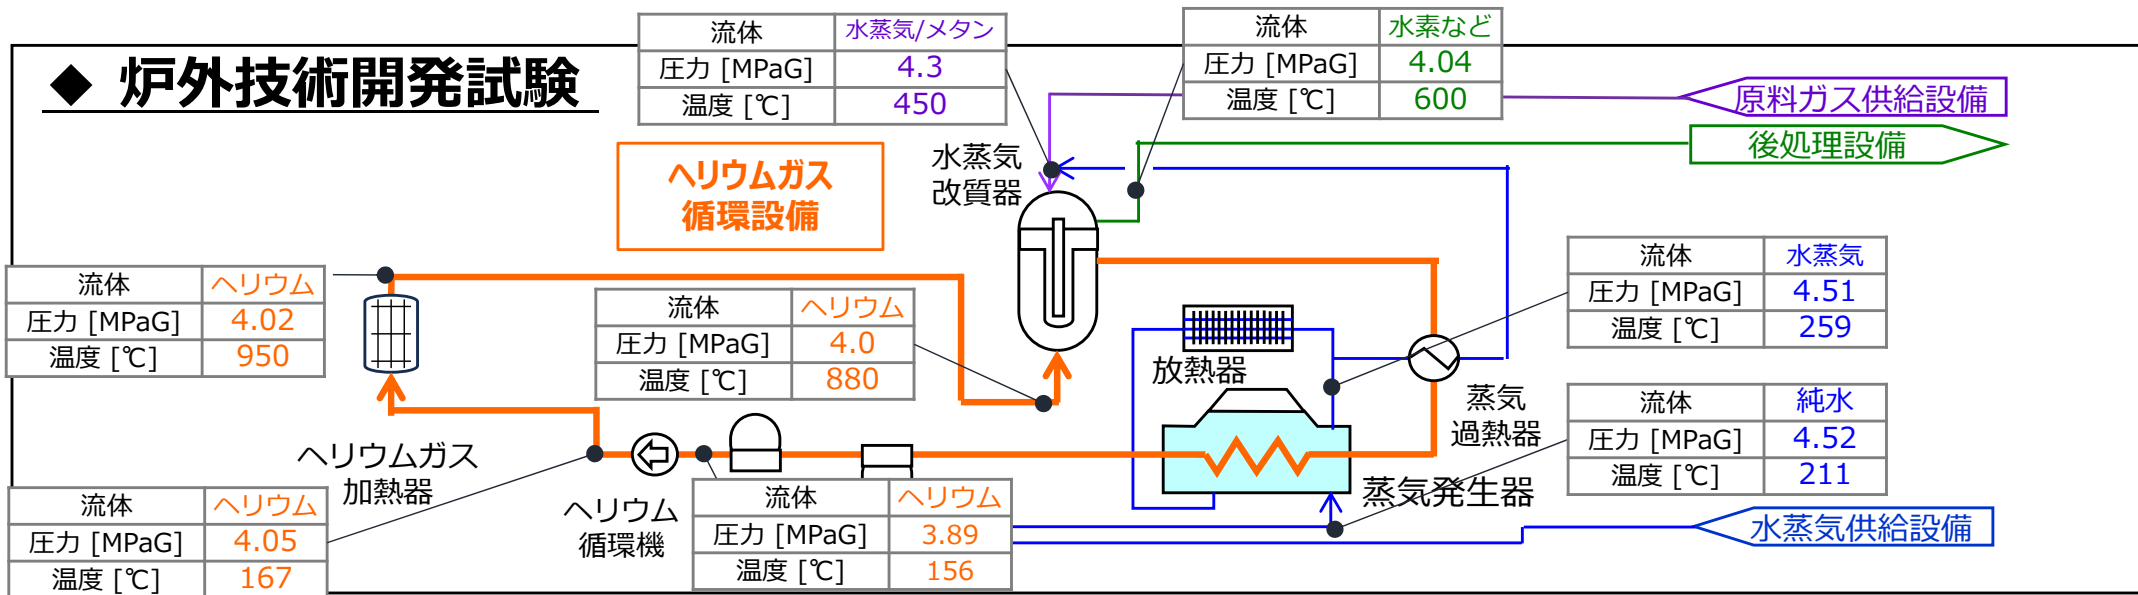 ◆ 炉外技術開発試験
流体 水蒸気/メタン
圧力 [MPaG] 4.3
温度 [℃] 450
流体 水素など
圧力 [MPaG] 4.04
温度 [℃] 600
原料ガス供給設備
後処理設備
ヘリウムガス
循環設備
水蒸気
改質器
流体 ヘリウム
圧力 [MPaG] 4.02
温度 [℃] 950
流体 ヘリウム
圧力 [MPaG] 4.0
温度 [℃] 880
放熱器
流体 水蒸気
圧力 [MPaG] 4.51
温度 [℃] 259
蒸気
過熱器
流体 純水
圧力 [MPaG] 4.52
温度 [℃] 211
ヘリウムガス
加熱器
流体 ヘリウム
圧力 [MPaG] 4.05
温度 [℃] 167
ヘリウム
循環機
流体 ヘリウム
圧力 [MPaG] 3.89
温度 [℃] 156
蒸気発生器
水蒸気供給設備